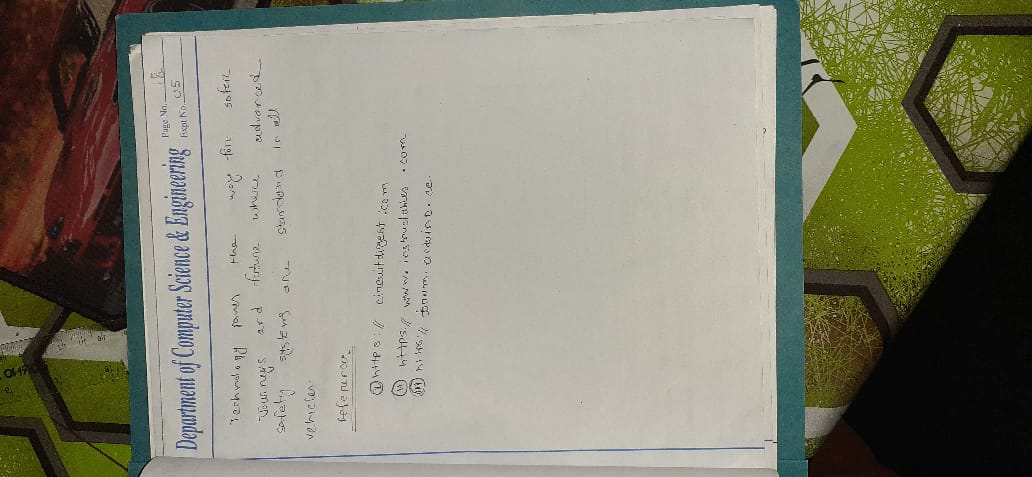 Department of Computer Science & Engineering
Page No. 18
Expt No. 05
Technology paves the way for safer
Journeys and future where advanced
safety systems are standard in all
vehicles.
references
(i) https:// circuitdigest.com
(ii) https:// www.instructables.com
(iii) https:// forum.arduino.cc.